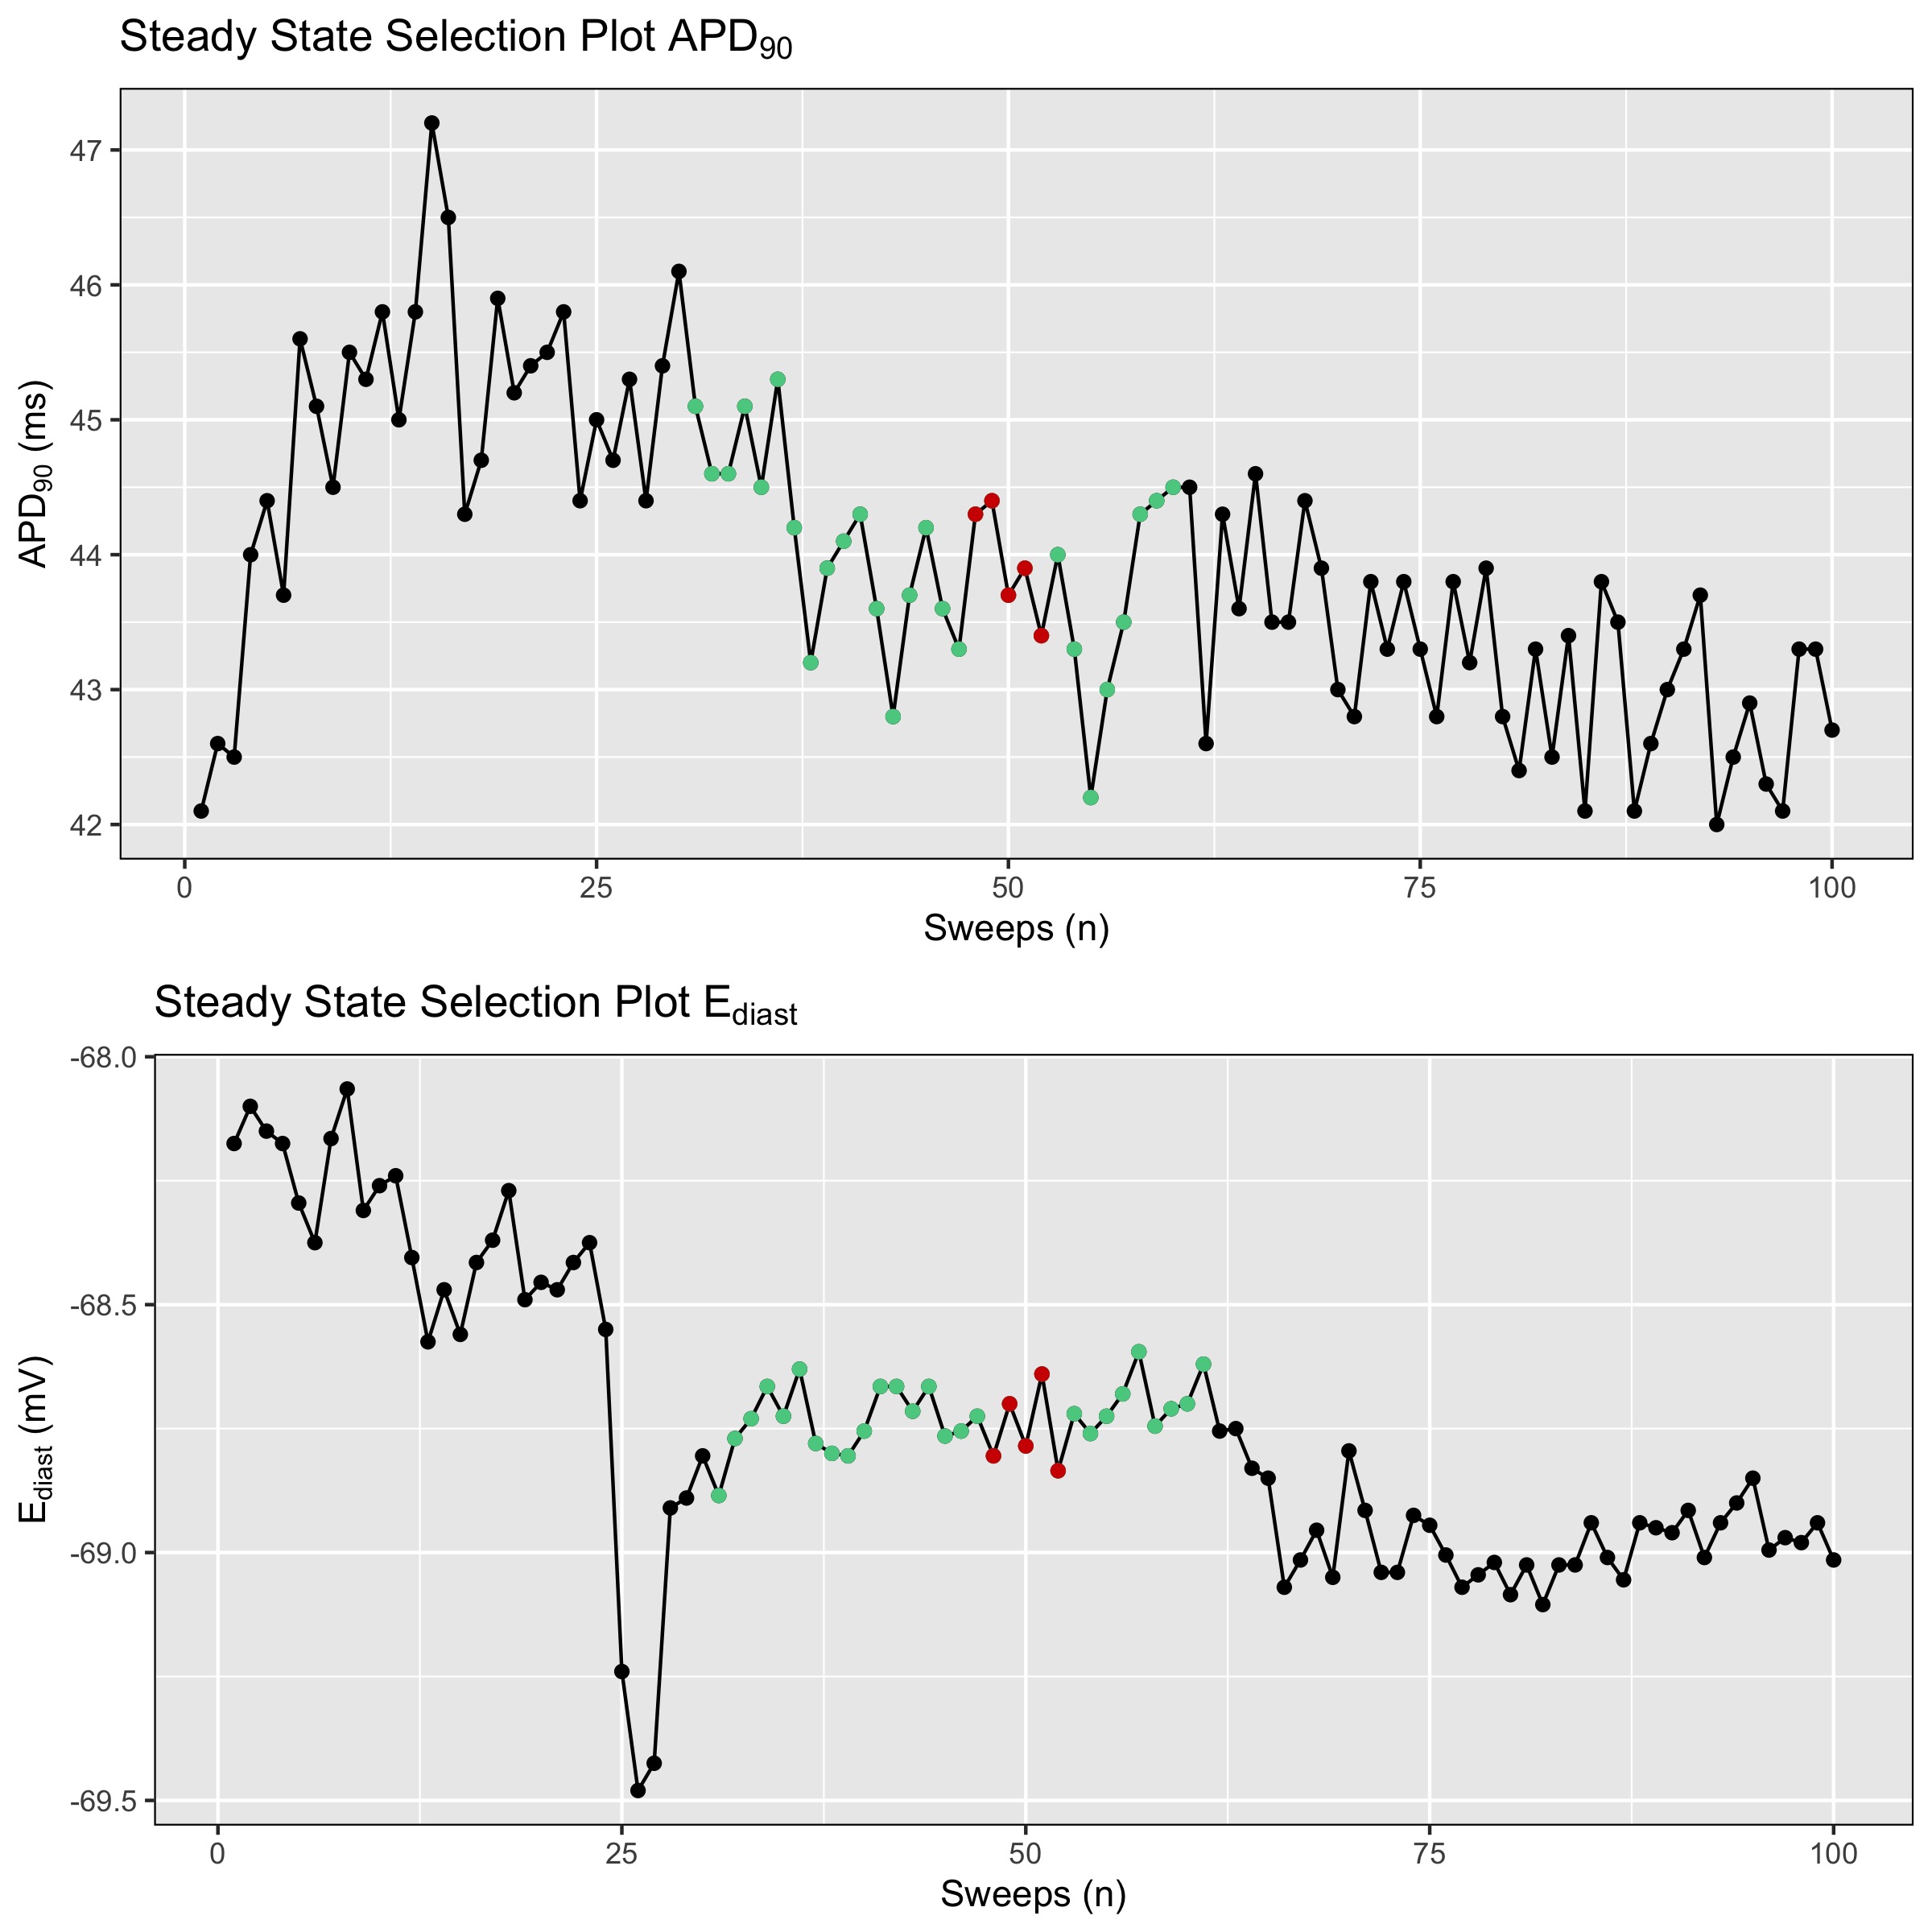 Steady State Selection Plot APD90
47
46
45
44
43
42
APD90 (ms)
0 25 50 75 100
Sweeps (n)
Steady State Selection Plot Ediast
-68.0
-68.5
-69.0
-69.5
Ediast (mV)
0 25 50 75 100
Sweeps (n)